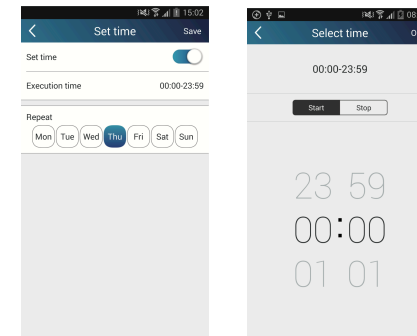 15:02
Set time
Save
Set time
Execution time 00:00-23:59
Repeat
Mon Tue Wed Thu Fri Sat Sun
08
Select time
00:00-23:59
Start Stop
23 59
00:00
01 01